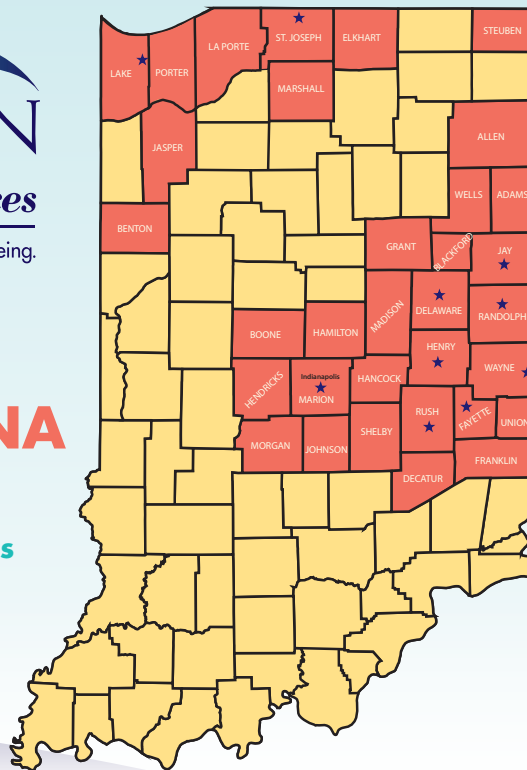 N
ces
eing.
NA
s
STEUBEN
ST. JOSEPH
ELKHART
LA PORTE
LAKE
PORTER
MARSHALL
ALLEN
JASPER
WELLS
ADAMS
BENTON
GRANT
BLACKFORD
JAY
MADISON
DELAWARE
RANDOLPH
BOONE
HAMILTON
HENRY
WAYNE
HENDRICKS
Indianapolis
MARION
HANCOCK
RUSH
FAYETTE
UNION
SHELBY
MORGAN
JOHNSON
FRANKLIN
DECATUR